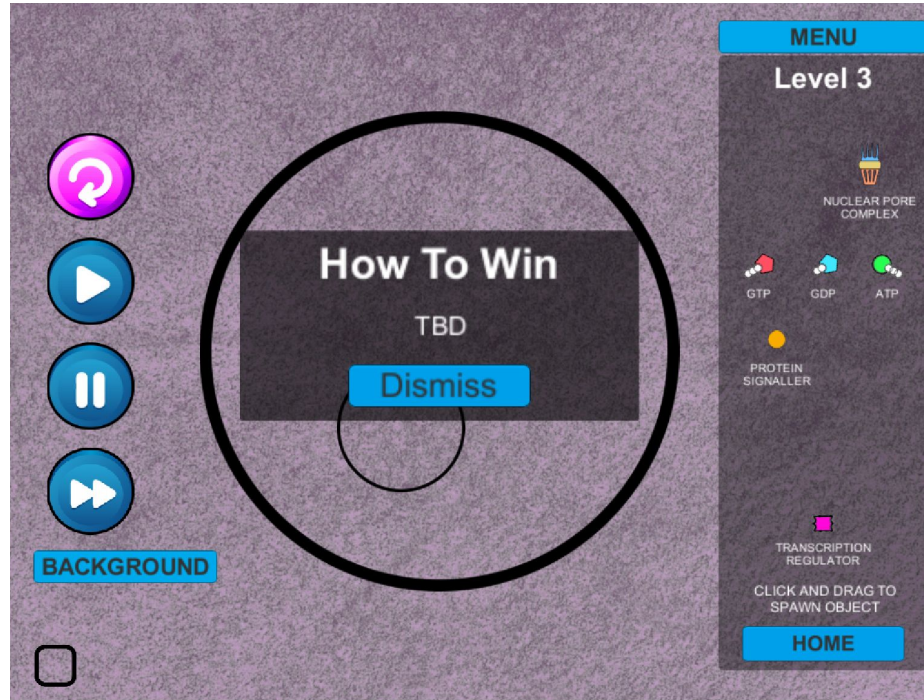 MENU
Level 3
NUCLEAR PORE
COMPLEX
GTP
GDP
ATP
PROTEIN
SIGNALLER
TRANSCRIPTION
REGULATOR
CLICK AND DRAG TO
SPAWN OBJECT
HOME
How To Win
TBD
Dismiss
BACKGROUND